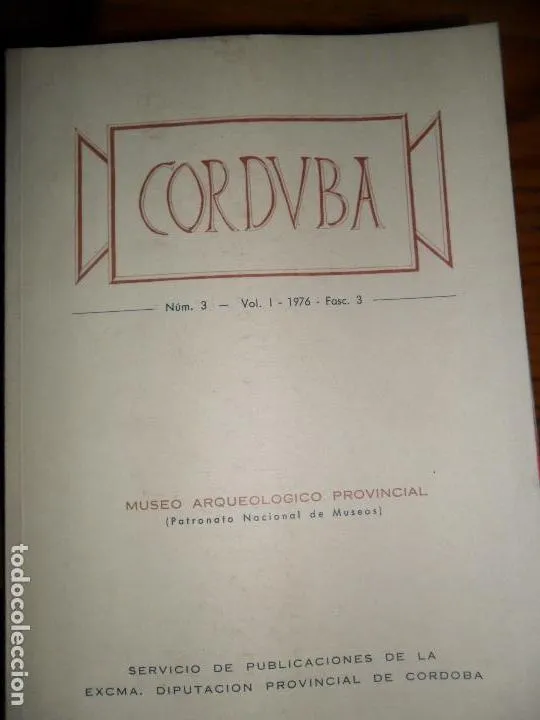 CORDVBA
Núm. 3 — Vol. I - 1976 - Fasc. 3
MUSEO ARQUEOLOGICO PROVINCIAL
(Patronato Nacional de Museos)
SERVICIO DE PUBLICACIONES DE LA
EXCMA. DIPUTACION PROVINCIAL DE CORDOBA
todocoleccion.net